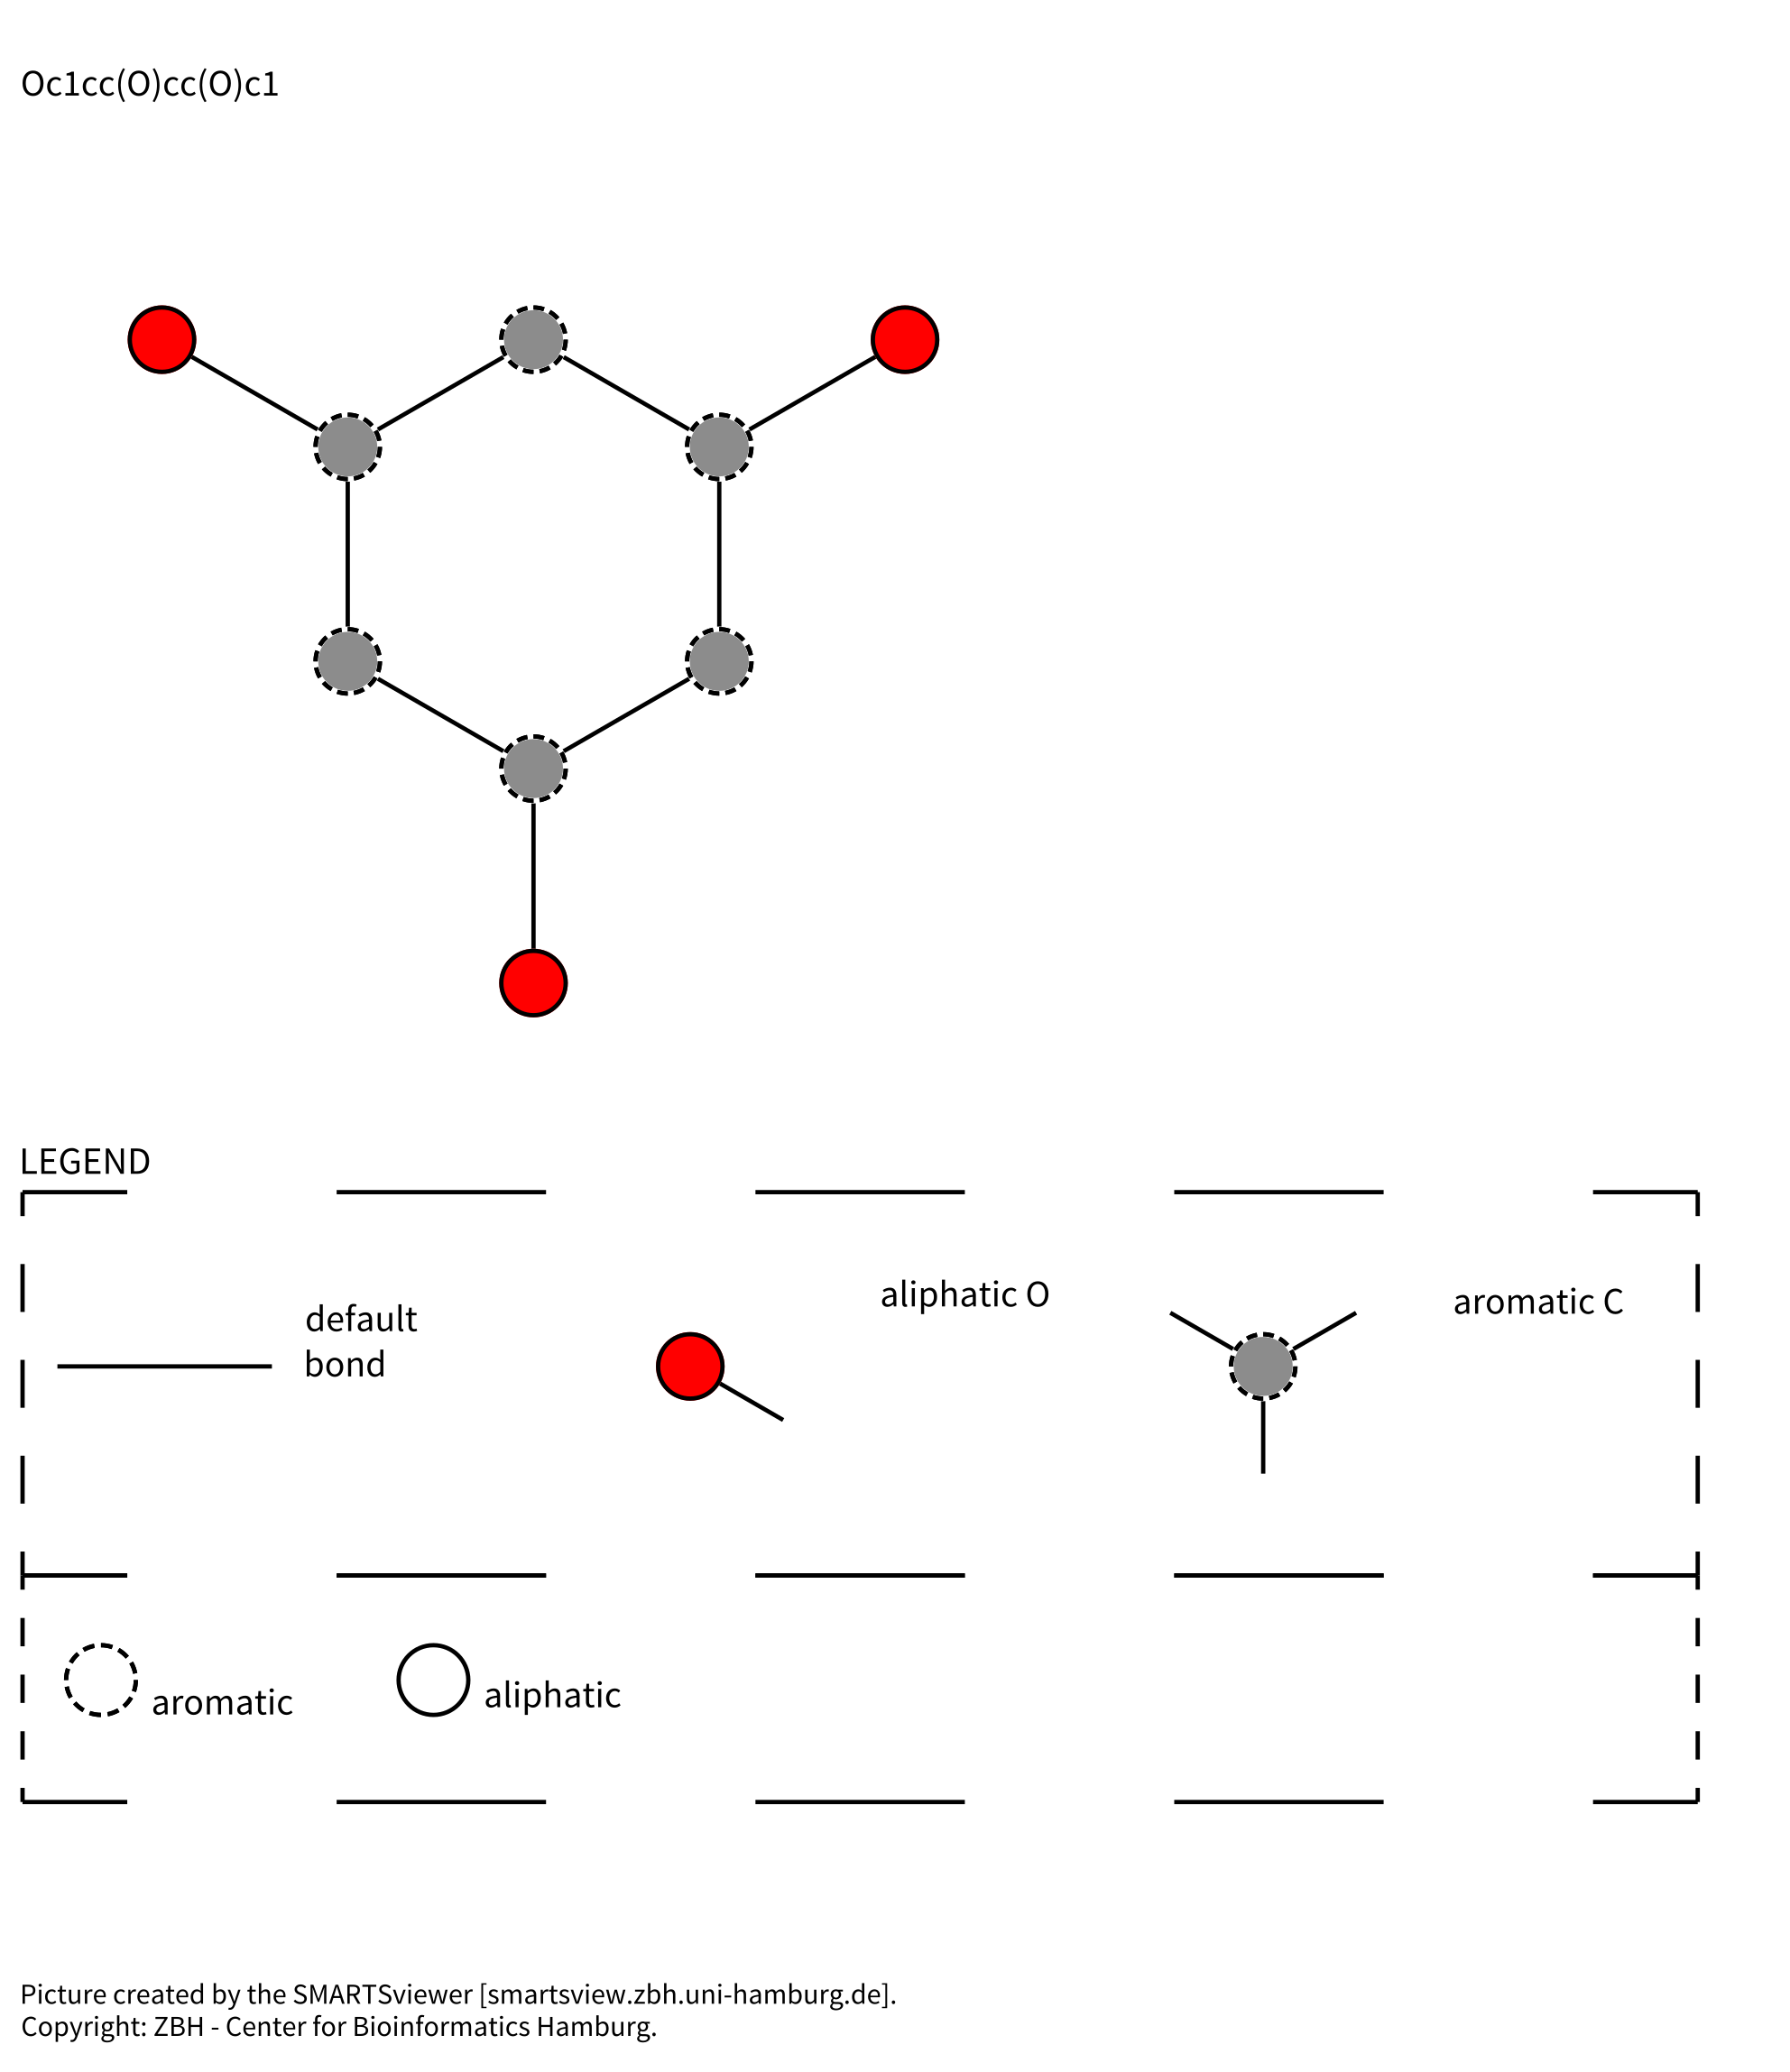 Oc1cc(O)cc(O)c1
LEGEND
default
bond
aliphatic O
aromatic C
aromatic
aliphatic
Picture created by the SMARTSviewer [smartsview.zbh.uni-hamburg.de].
Copyright: ZBH - Center for Bioinformatics Hamburg.